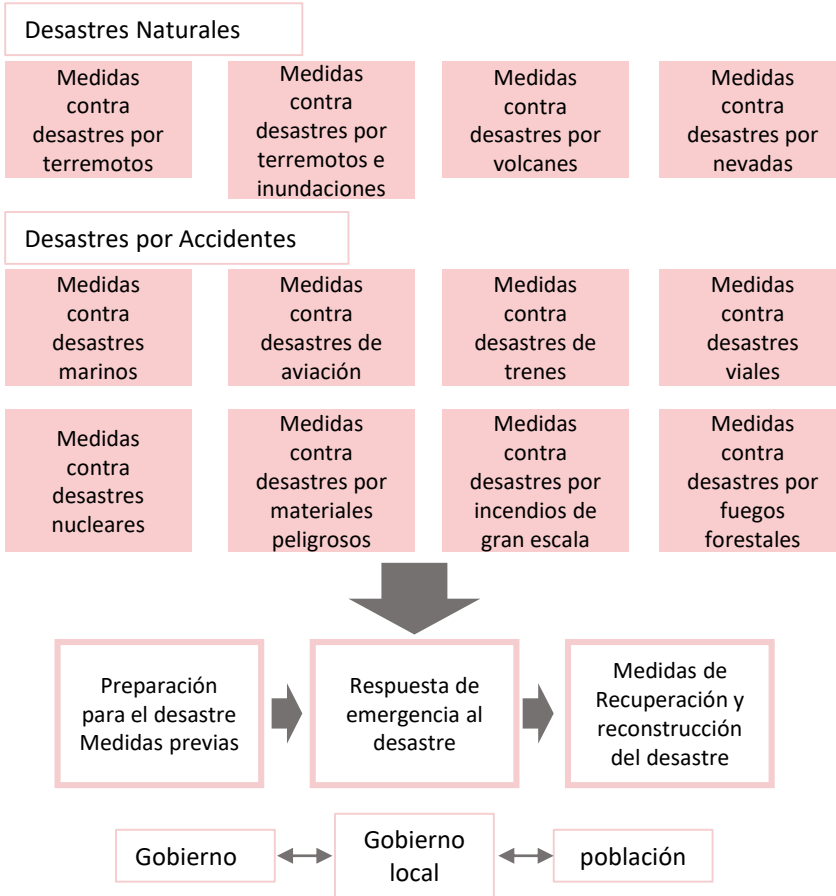 Desastres Naturales
Medidas
contra
desastres por
terremotos
Medidas
contra
desastres por
terremotos e
inundaciones
Medidas
contra
desastres por
volcanes
Medidas
contra
desastres por
nevadas
Desastres por Accidentes
Medidas
contra
desastres
marinos
Medidas
contra
desastres de
aviación
Medidas
contra
desastres de
trenes
Medidas
contra
desastres
viales
Medidas
contra
desastres
nucleares
Medidas
contra
desastres por
materiales
peligrosos
Medidas
contra
desastres por
incendios de
gran escala
Medidas
contra
desastres por
fuegos
forestales
Preparación
para el desastre
Medidas previas
Respuesta de
emergencia al
desastre
Medidas de
Recuperación y
reconstrucción
del desastre
Gobierno
Gobierno
local
población